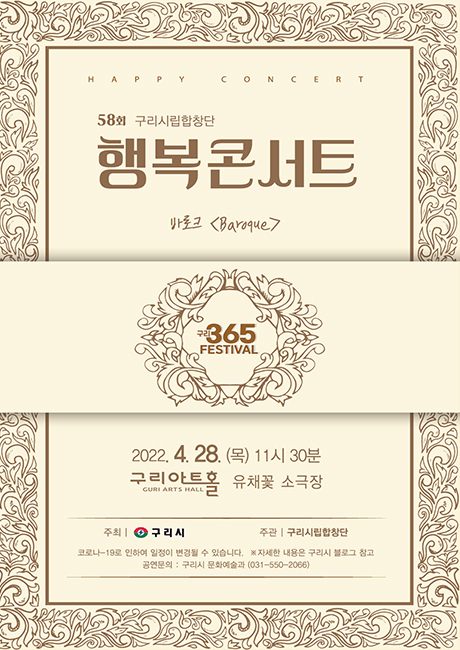 HAPPY CONCERT
58회 구리시립합창단
행복콘서트
바로크 <Baroque>
구리 365
FESTIVAL
2022. 4. 28. (목) 11시 30분
구리아트홀 유채꽃 소극장
GURI ARTS HALL
주최 | 구리시 주관 | 구리시립합창단
코로나-19로 인하여 일정이 변경될 수 있습니다. ※자세한 내용은 구리시 블로그 참고
공연문의 : 구리시 문화예술과 (031-550-2066)